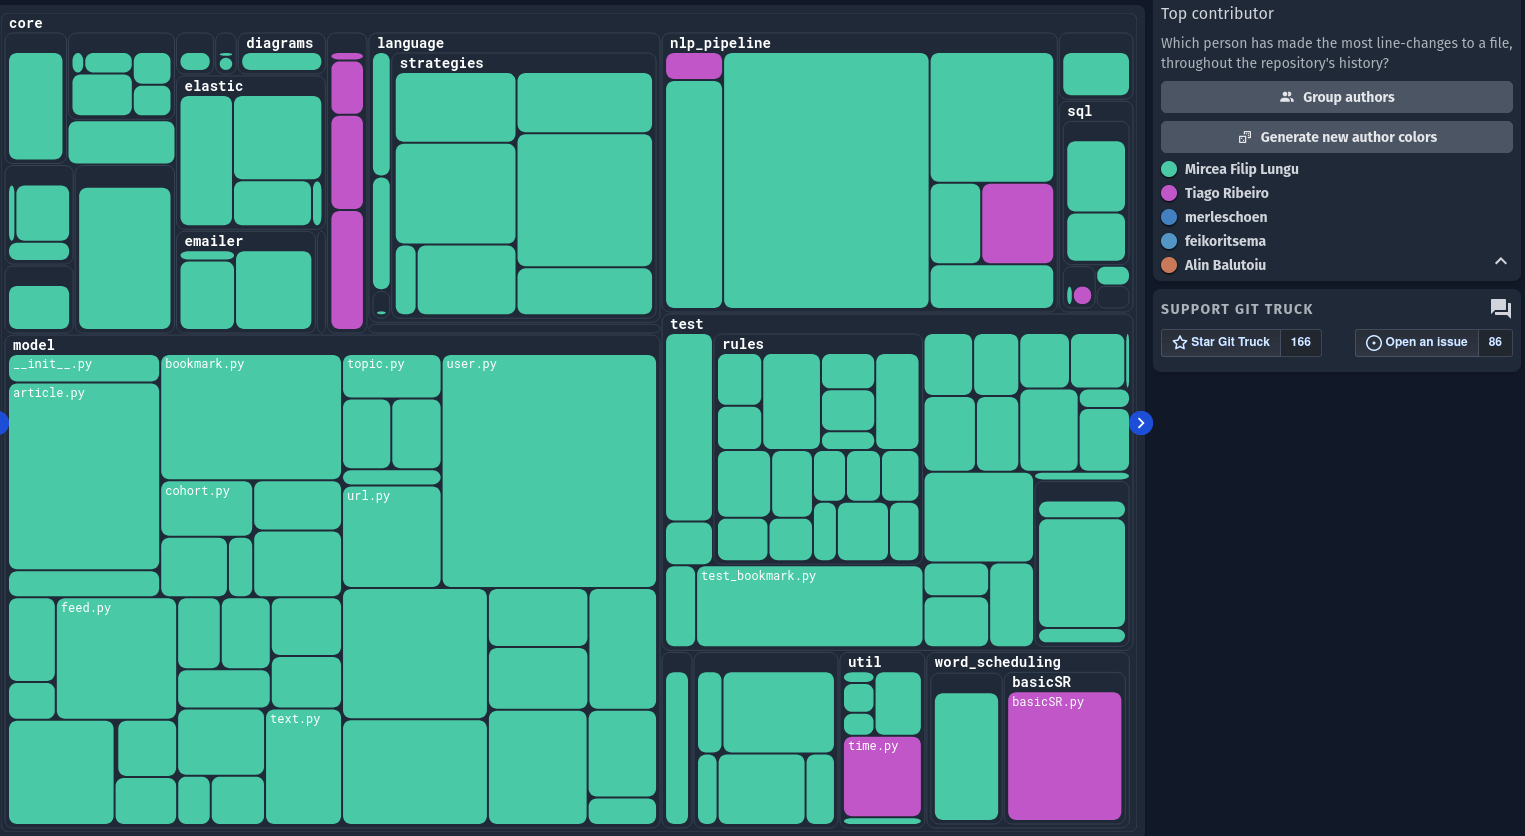 core
diagrams
language
nlp_pipeline
strategies
elastic
sql
emailer
test
model
rules
__init__.py
bookmark.py
topic.py
user.py
article.py
cohort.py
url.py
test_bookmark.py
feed.py
text.py
util
word_scheduling
basicSR
basicSR.py
time.py
Top contributor
Which person has made the most line-changes to a file,
throughout the repository's history?
Group authors
Generate new author colors
Mircea Filip Lungu
Tiago Ribeiro
merleschoen
feikoritsema
Alin Balutoiu
SUPPORT GIT TRUCK
Star Git Truck 166
Open an issue 86